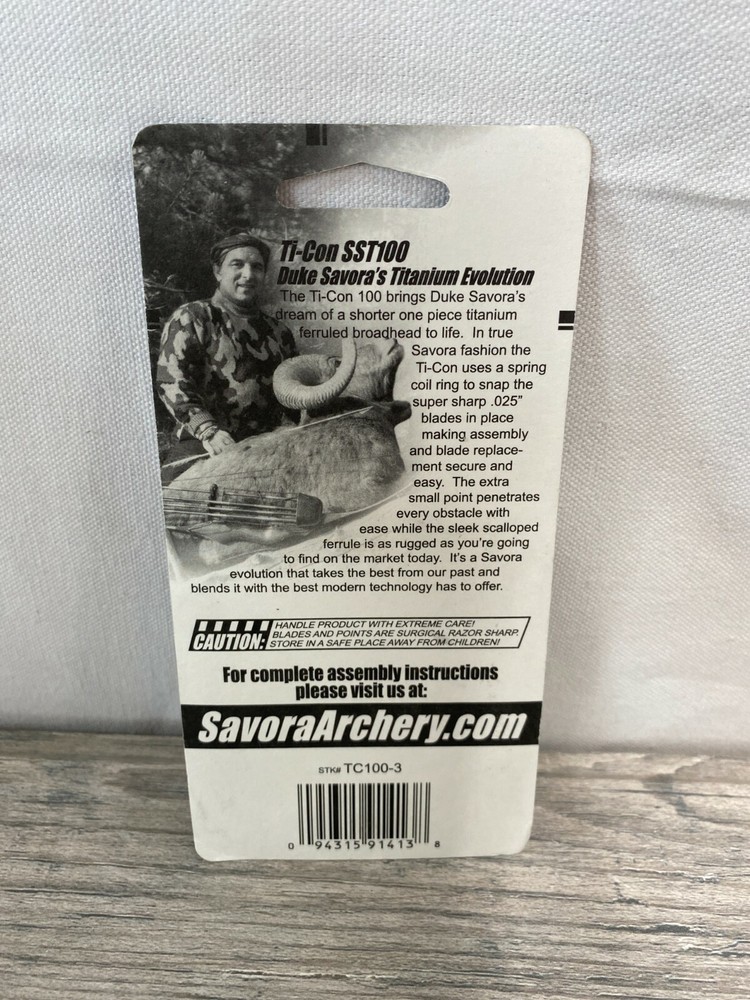 Ti-Con SST100
Duke Savora's Titanium Evolution
The Ti-Con 100 brings Duke Savora's
dream of a shorter one piece titanium
ferruled broadhead to life. In true
Savora fashion the
Ti-Con uses a spring
coil ring to snap the
super sharp .025"
blades in place
making assembly
and blade replace-
ment secure and
easy. The extra
small point penetrates
every obstacle with
ease while the sleek scalloped
ferrule is as rugged as you're going
to find on the market today. It's a Savora
evolution that takes the best from our past and
blends it with the best modern technology has to offer.
CAUTION:
HANDLE PRODUCT WITH EXTREME CARE!
BLADES AND POINTS ARE SURGICAL RAZOR SHARP.
STORE IN A SAFE PLACE AWAY FROM CHILDREN!
For complete assembly instructions
please visit us at:
SavoraArchery.com
STK# TC100-3
0 94315 91413 8